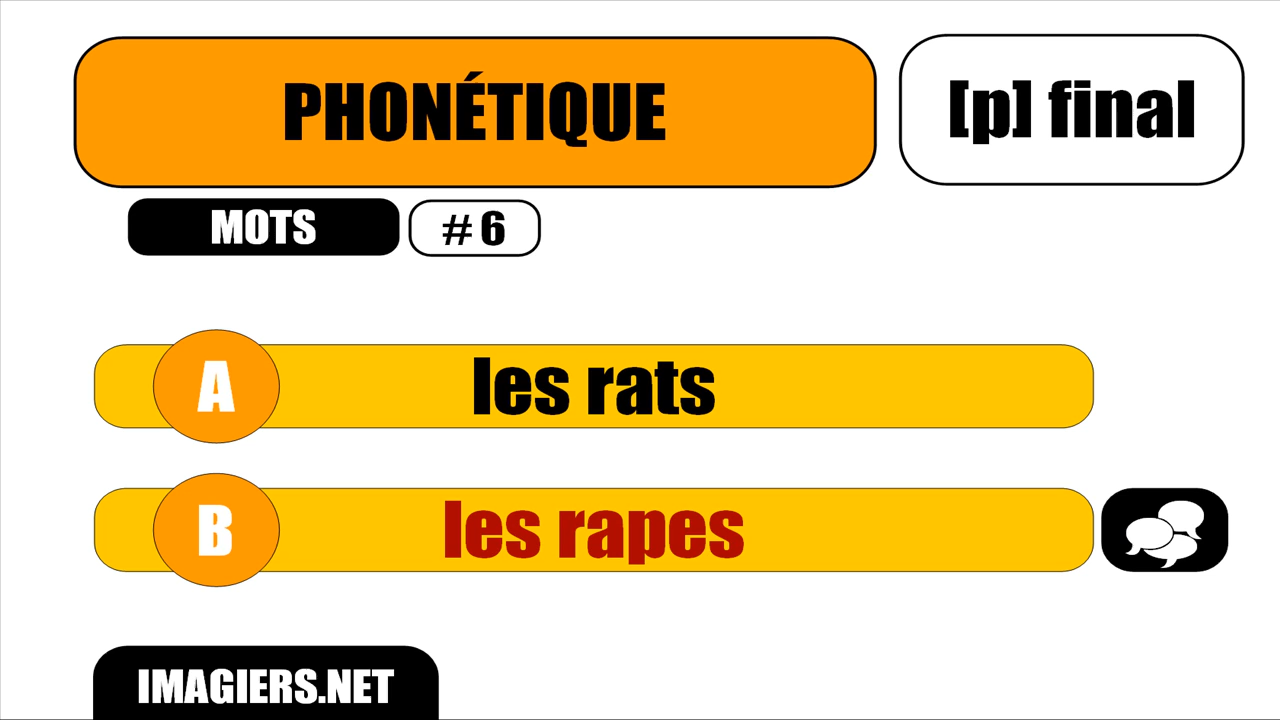 PHONÉTIQUE
[p] final
MOTS
# 6
A
les rats
B
les rapes
IMAGIERS.NET